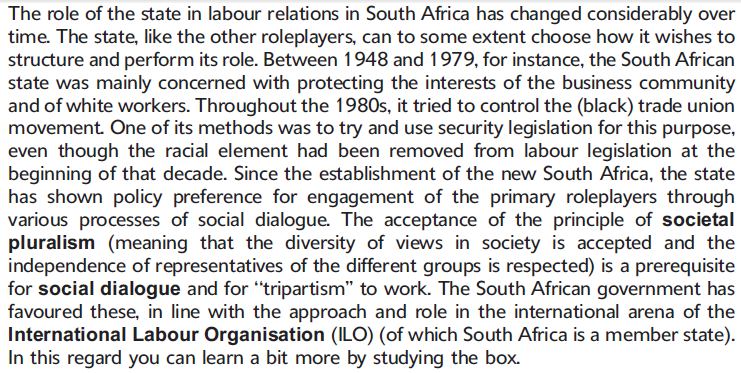 The role of the state in labour relations in South Africa has changed considerably over
time. The state, like the other roleplayers, can to some extent choose how it wishes to
structure and perform its role. Between 1948 and 1979, for instance, the South African
state was mainly concerned with protecting the interests of the business community
and of white workers. Throughout the 1980s, it tried to control the (black) trade union
movement. One of its methods was to try and use security legislation for this purpose,
even though the racial element had been removed from labour legislation at the
beginning of that decade. Since the establishment of the new South Africa, the state
has shown policy preference for engagement of the primary roleplayers through
various processes of social dialogue. The acceptance of the principle of societal
pluralism (meaning that the diversity of views in society is accepted and the
independence of representatives of the different groups is respected) is a prerequisite
for social dialogue and for “tripartism” to work. The South African government has
favoured these, in line with the approach and role in the international arena of the
International Labour Organisation (ILO) (of which South Africa is a member state).
In this regard you can learn a bit more by studying the box.